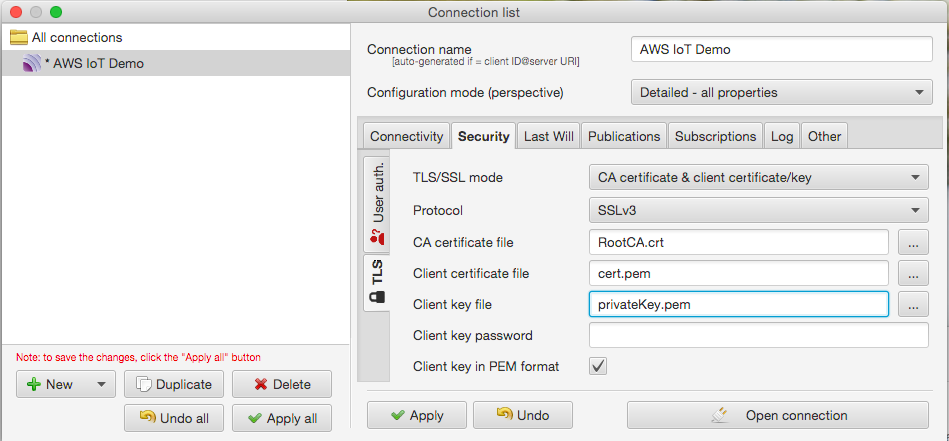 Connection list
All connections
* AWS IoT Demo
Note: to save the changes, click the "Apply all" button
New
Duplicate
Delete
Undo all
Apply all
Connection name
[auto-generated if = client ID@server URI]
AWS IoT Demo
Configuration mode (perspective)
Detailed - all properties
Connectivity
Security
Last Will
Publications
Subscriptions
Log
Other
User auth.
TLS
TLS/SSL mode
CA certificate & client certificate/key
Protocol
SSLv3
CA certificate file
RootCA.crt
...
Client certificate file
cert.pem
...
Client key file
privateKey.pem
...
Client key password
Client key in PEM format
Apply
Undo
Open connection